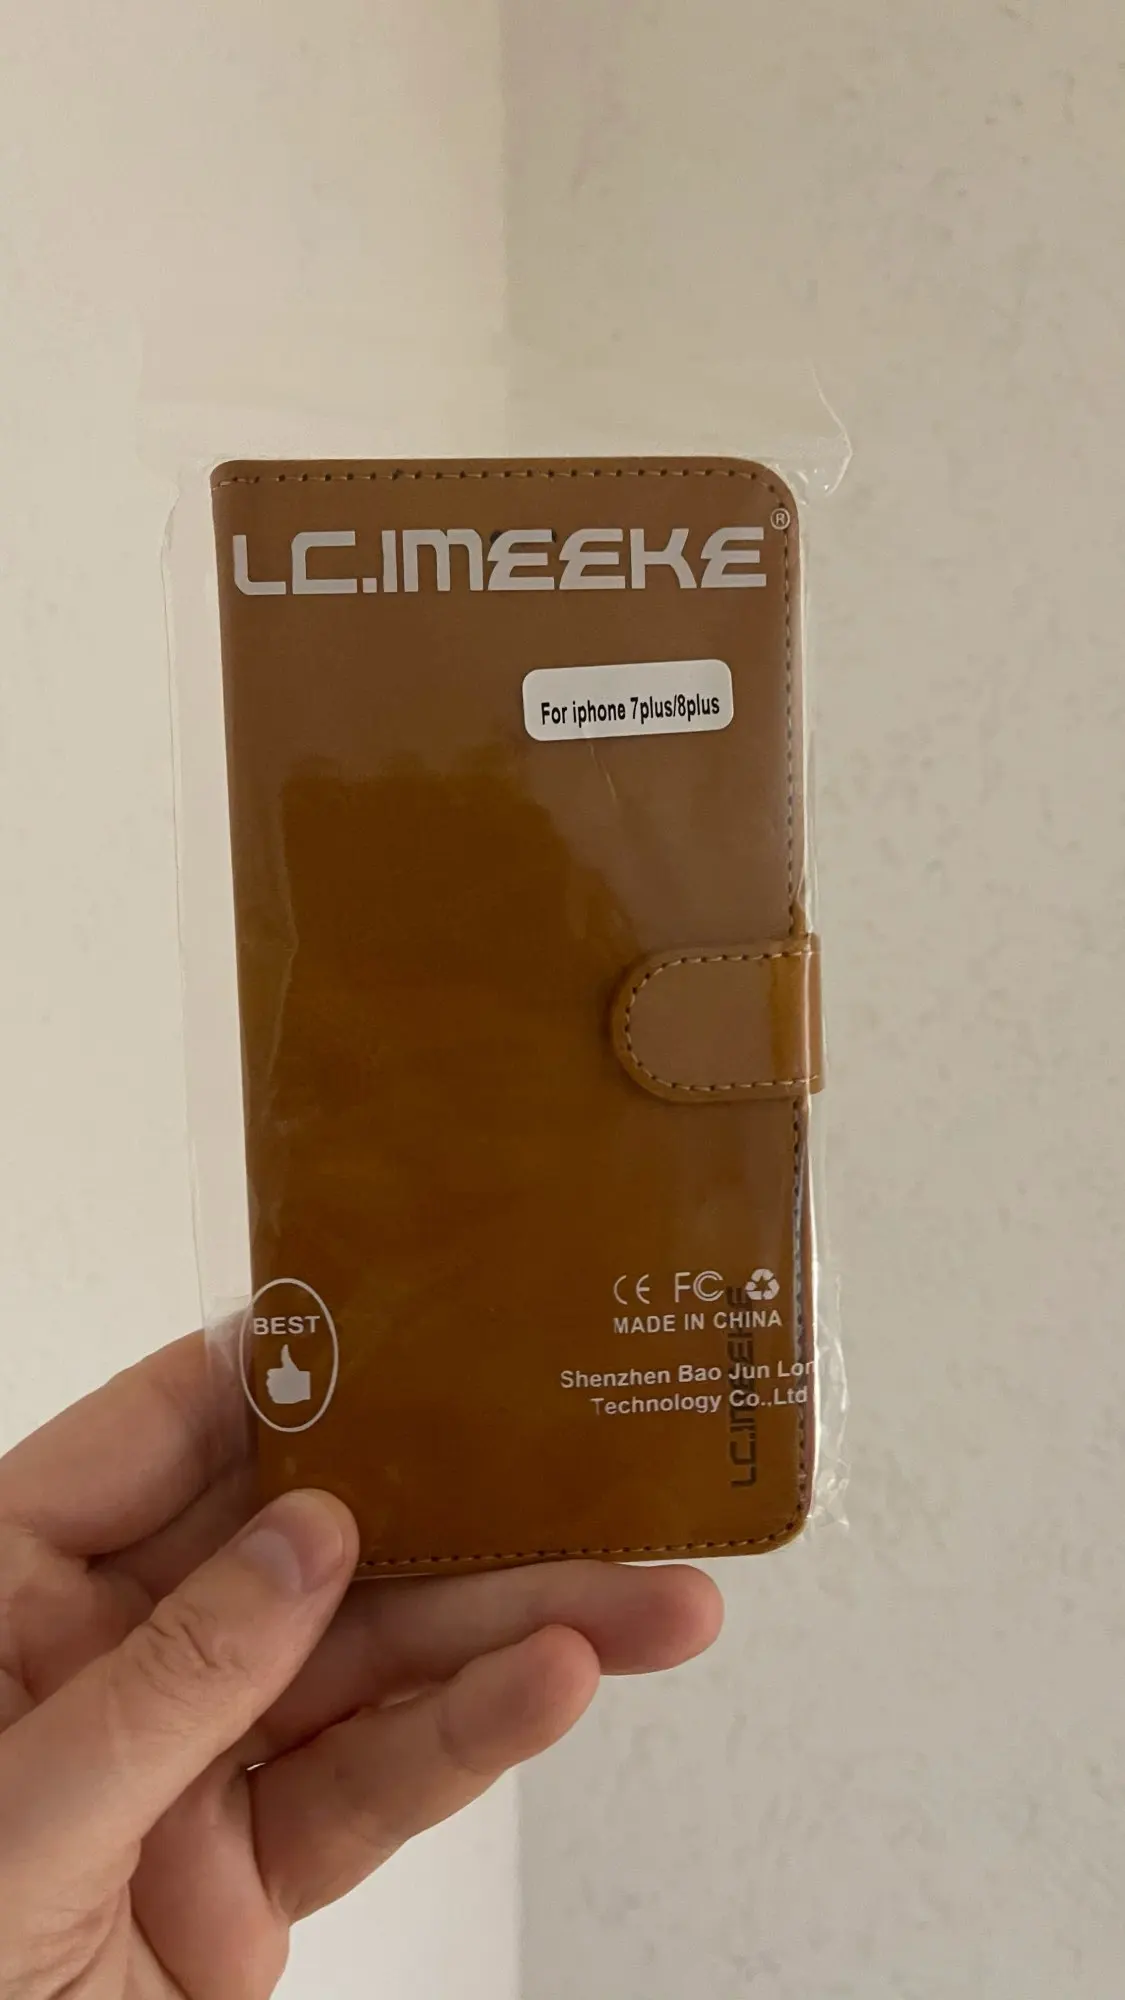 LC.IMEEKE®
For iphone 7plus/8plus
BEST
CE FC
MADE IN CHINA
Shenzhen Bao Jun Lon
Technology Co.,Ltd
LC.IMEEKE